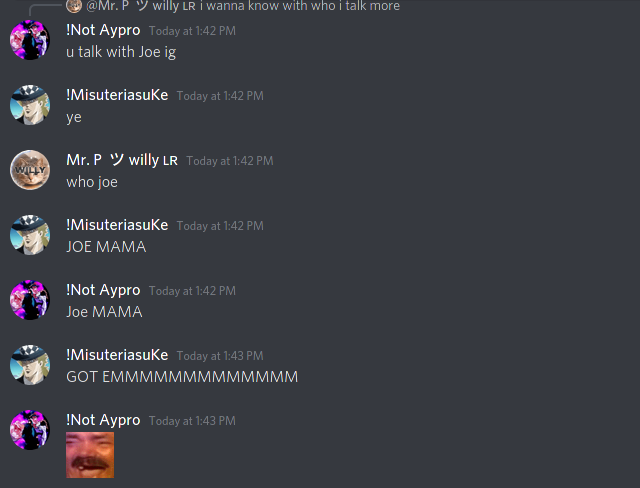 @Mr. P ツ willy LR i wanna know with who i talk more
!Not Aypro Today at 1:42 PM
u talk with Joe ig
!MisuteriasuKe Today at 1:42 PM
ye
WILLY
Mr. P ツ willy LR Today at 1:42 PM
who joe
!MisuteriasuKe Today at 1:42 PM
JOE MAMA
!Not Aypro Today at 1:42 PM
Joe MAMA
!MisuteriasuKe Today at 1:43 PM
GOT EMMMMMMMMMMMMM
!Not Aypro Today at 1:43 PM